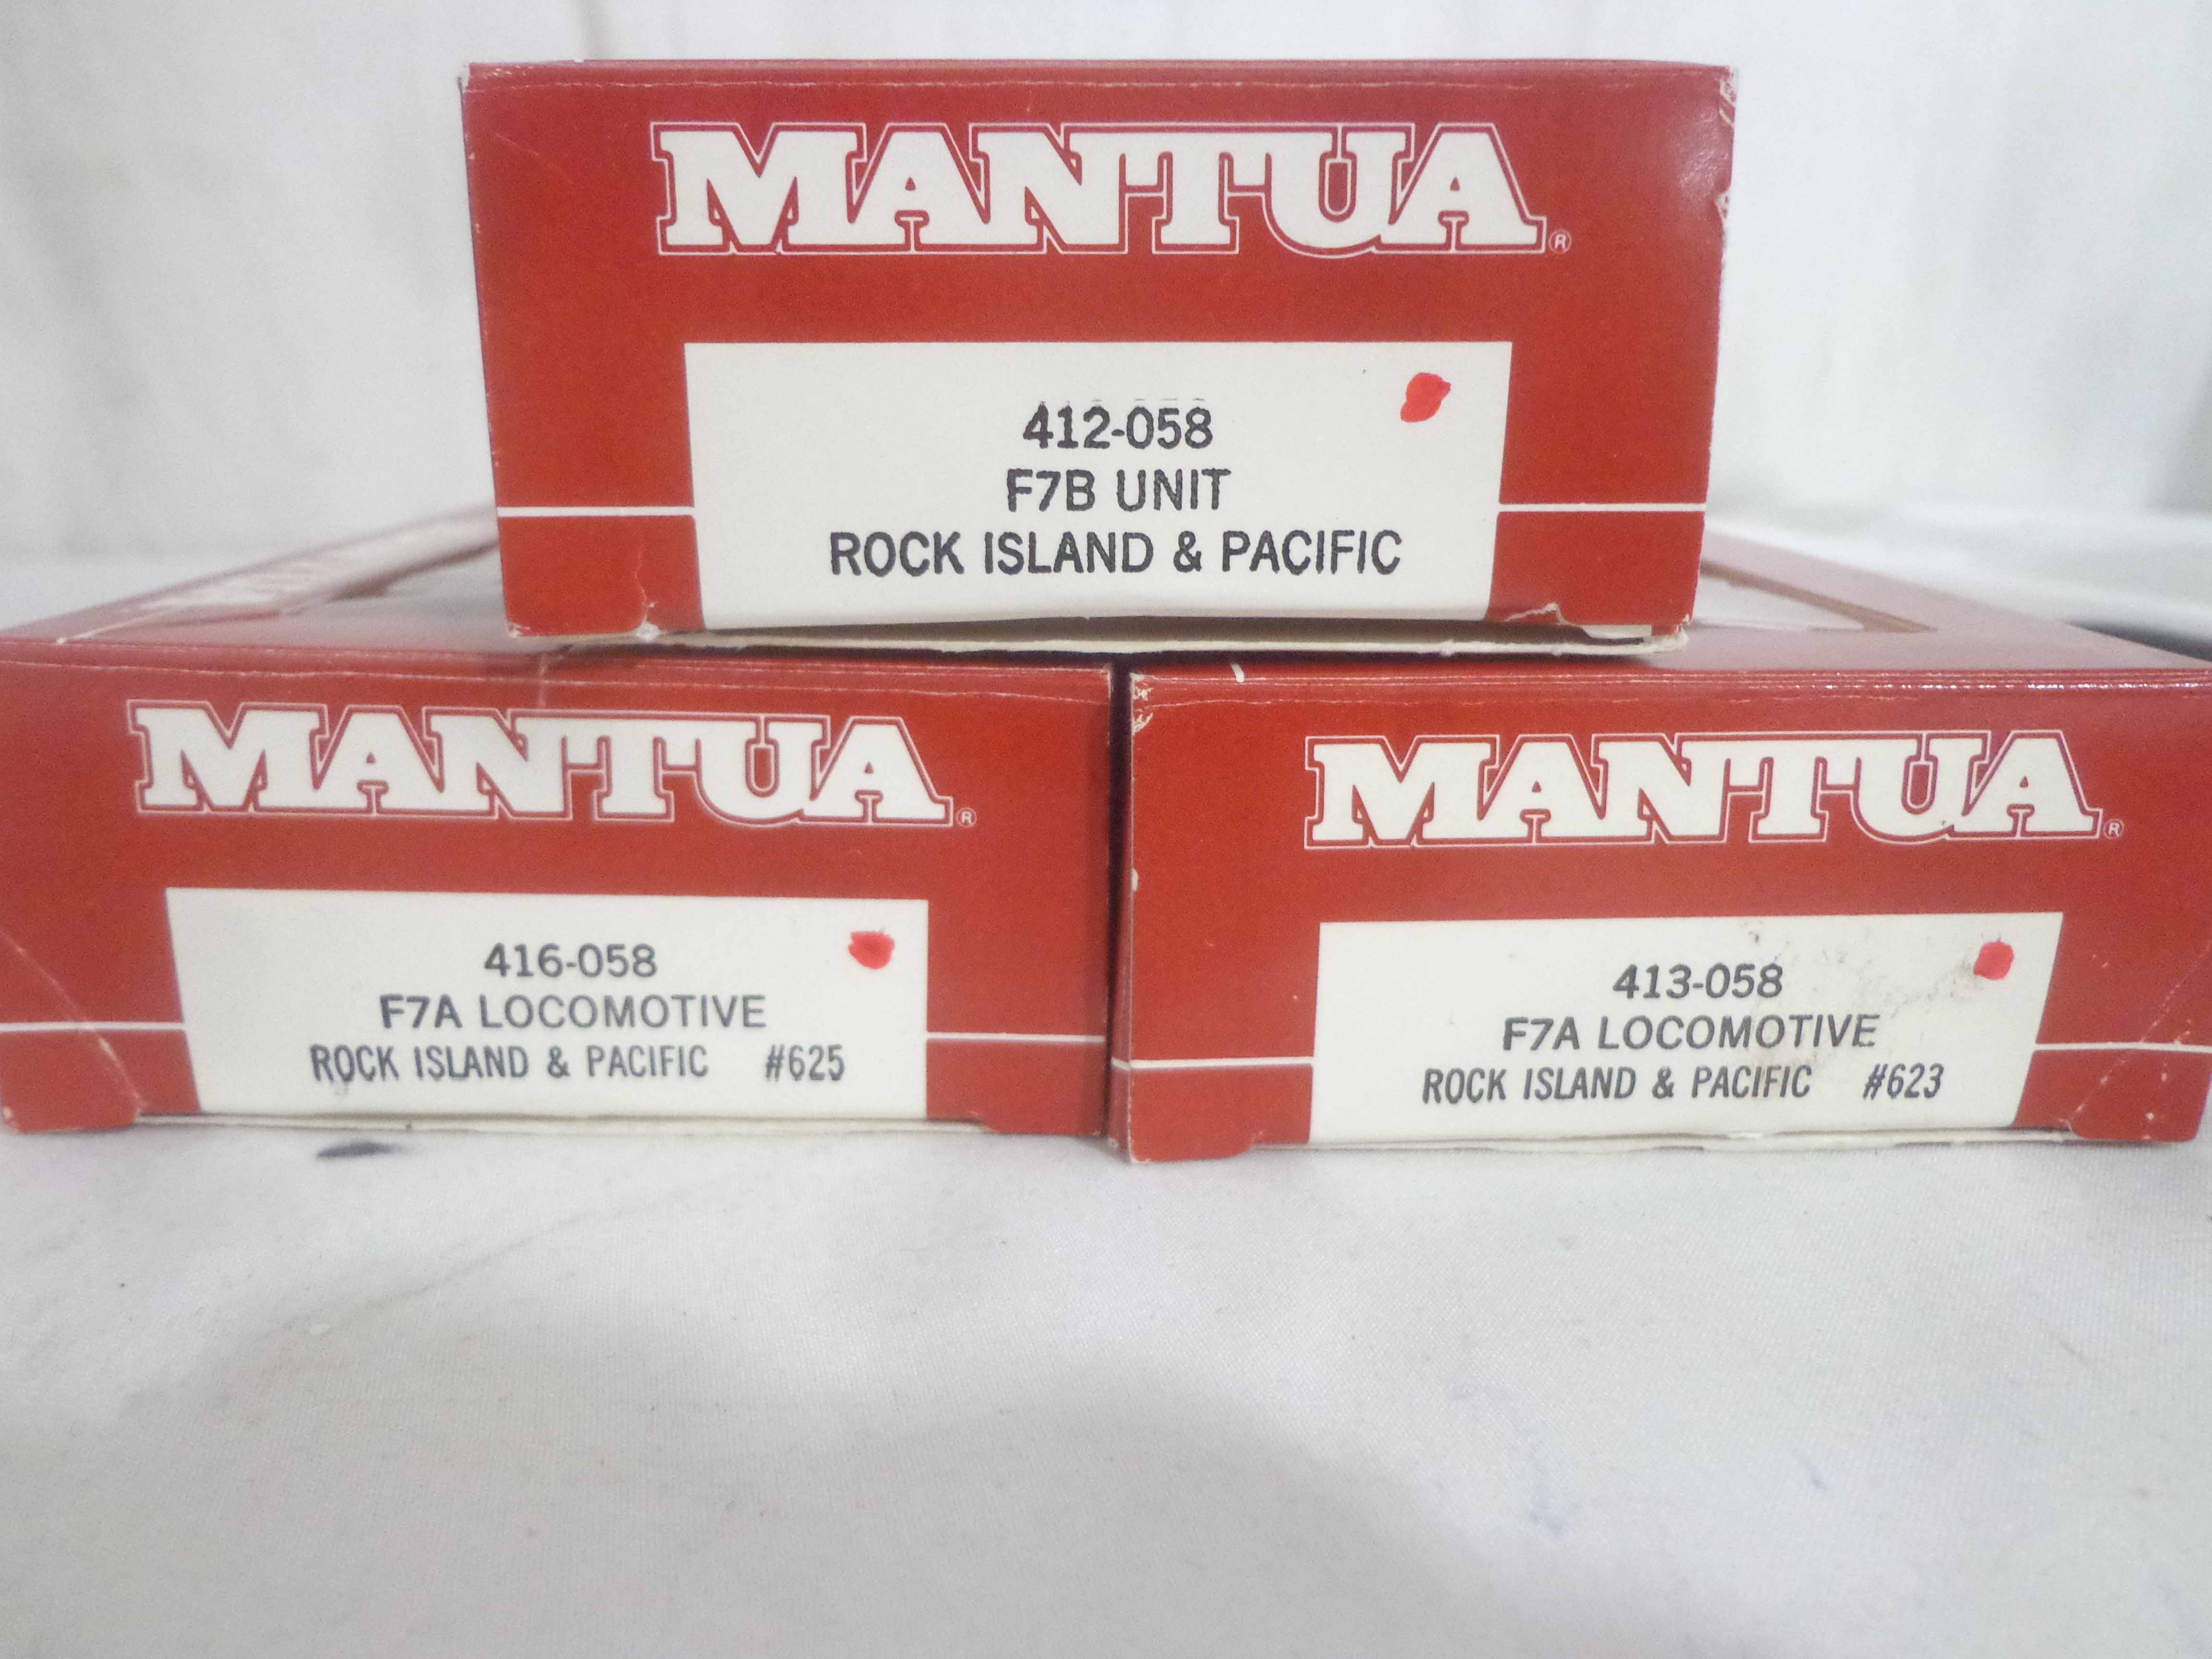 MANTUA®
412-058
F7B UNIT
ROCK ISLAND & PACIFIC
MANTUA®
416-058
F7A LOCOMOTIVE
ROCK ISLAND & PACIFIC #625
MANTUA®
413-058
F7A LOCOMOTIVE
ROCK ISLAND & PACIFIC #623